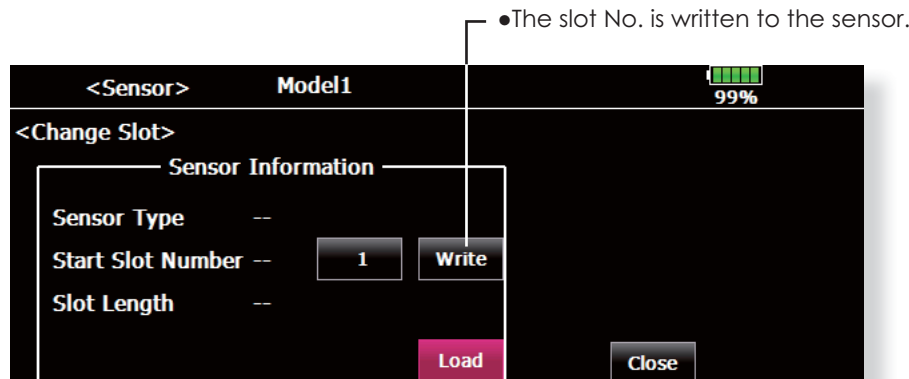 ●The slot No. is written to the sensor.
<Sensor> Model1 99%
<Change Slot>
Sensor Information
Sensor Type --
Start Slot Number -- 1 Write
Slot Length --
Load Close